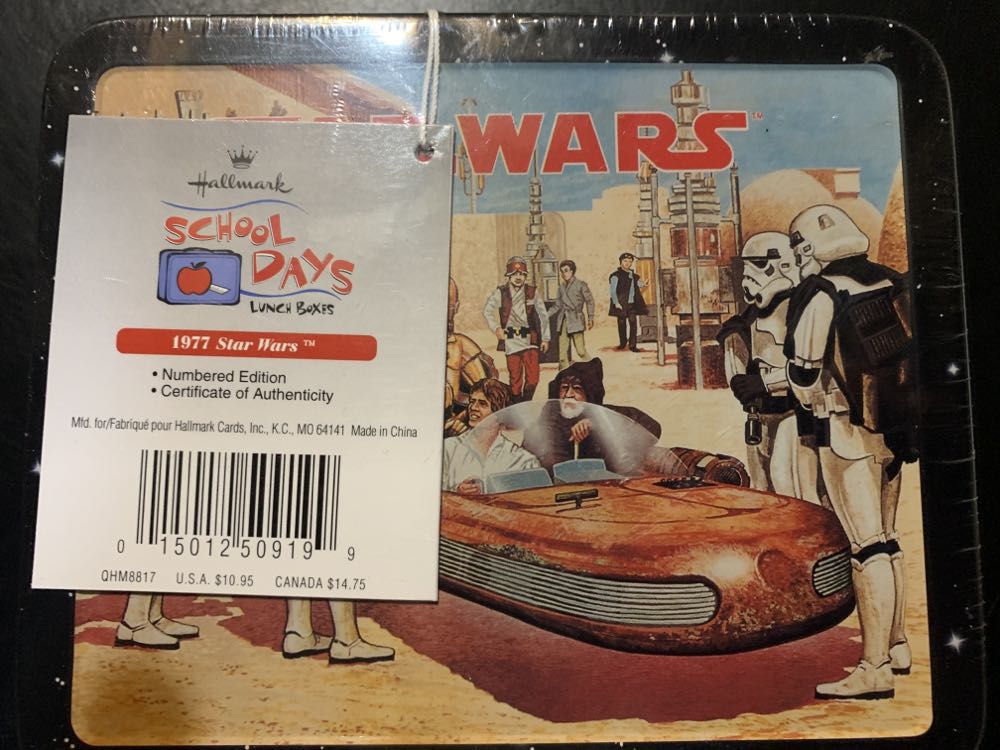 WARS™
Hallmark
SCHOOL
DAYS
LUNCH BOXES
1977 Star Wars ™
• Numbered Edition
• Certificate of Authenticity
Mfd. for/Fabriqué pour Hallmark Cards, Inc., K.C., MO 64141 Made in China
0 15012 50919 9
QHM8817 U.S.A. $10.95 CANADA $14.75